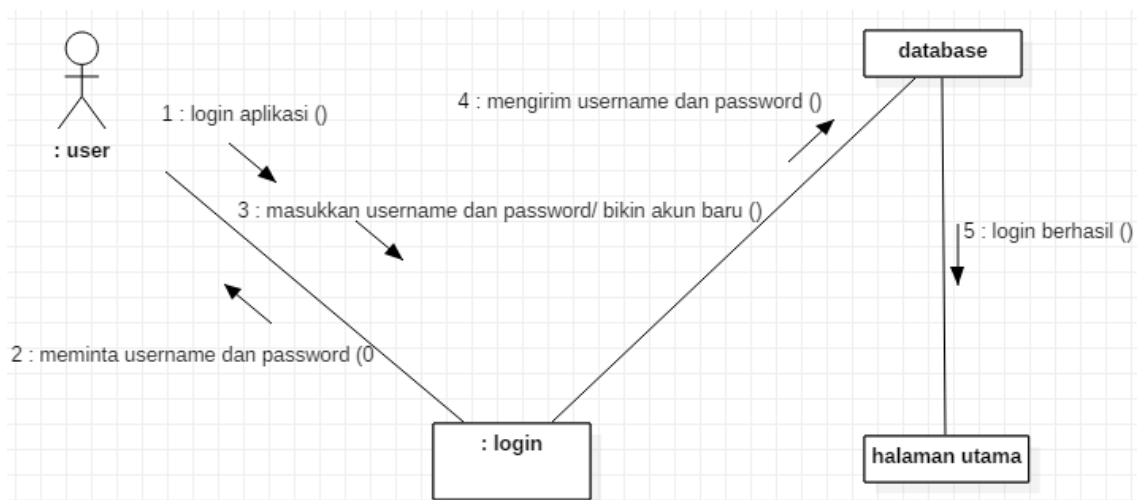 database
4 : mengirim username dan password ()
1 : login aplikasi ()
: user
3 : masukkan username dan password/ bikin akun baru ()
5 : login berhasil ()
2 : meminta username dan password (0
: login
halaman utama